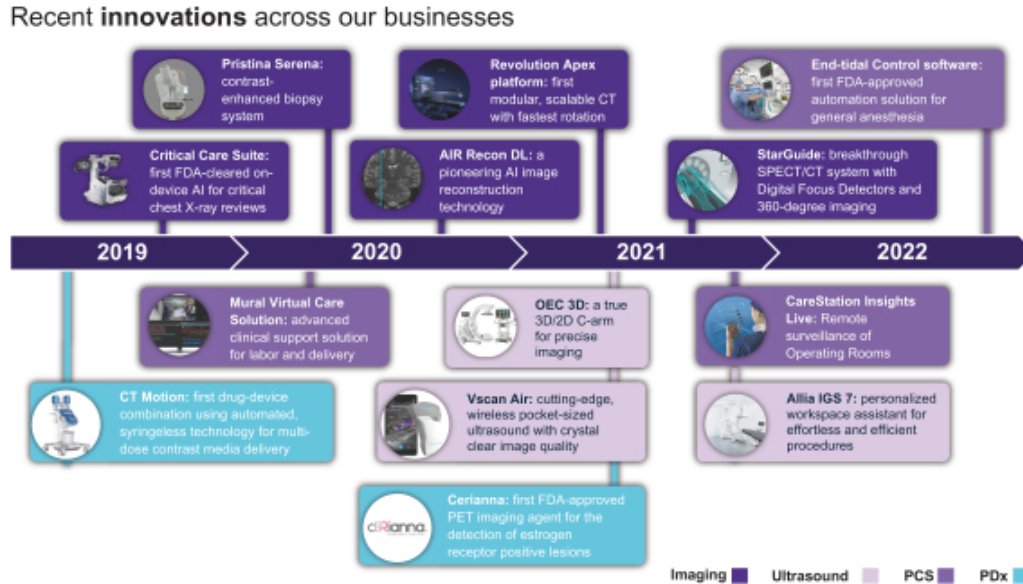 Recent innovations across our businesses
Pristina Serena:
contrast-
enhanced biopsy
system
Revolution Apex
platform: first
modular, scalable CT
with fastest rotation
End-tidal Control software:
first FDA-approved
automation solution for
general anesthesia
Critical Care Suite:
first FDA-cleared on-
device AI for critical
chest X-ray reviews
AIR Recon DL: a
pioneering AI image
reconstruction
technology
StarGuide: breakthrough
SPECT/CT system with
Digital Focus Detectors and
360-degree imaging
2019
2020
2021
2022
Mural Virtual Care
Solution: advanced
clinical support solution
for labor and delivery
OEC 3D: a true
3D/2D C-arm
for precise
imaging
CareStation Insights
Live: Remote
surveillance of
Operating Rooms
CT Motion: first drug-device
combination using automated,
syringeless technology for multi-
dose contrast media delivery
Vscan Air: cutting-edge,
wireless pocket-sized
ultrasound with crystal
clear image quality
Allia IGS 7: personalized
workspace assistant for
effortless and efficient
procedures
Cerianna: first FDA-approved
PET imaging agent for the
detection of estrogen
receptor positive lesions
Imaging
Ultrasound
PCS
PDx